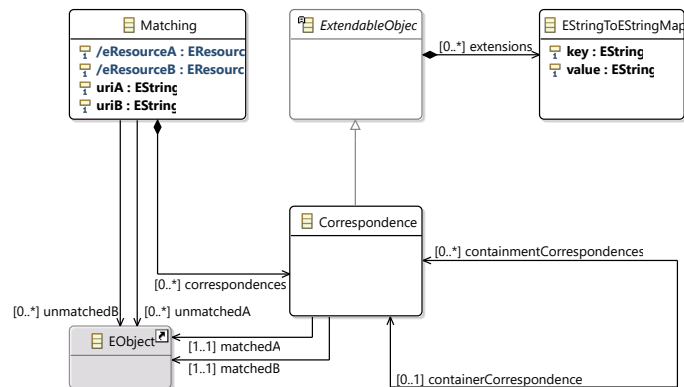 Matching
/eResourceA : EResourc
/eResourceB : EResourc
uriA : EString
uriB : EString
ExtendableObjec
[0..*] extensions
EStringToEStringMap
key : EString
value : EString
Correspondence
[0..*] containmentCorrespondences
[0..*] correspondences
[0..*] unmatchedB
[0..*] unmatchedA
EObject
[1..1] matchedA
[1..1] matchedB
[0..1] containerCorrespondence